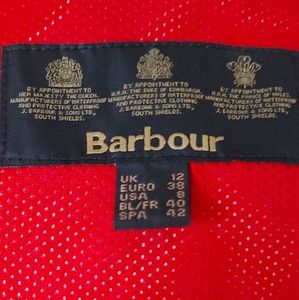 BY APPOINTMENT TO
HER MAJESTY THE QUEEN.
MANUFACTURERS OF WATERPROOF
AND PROTECTIVE CLOTHING
J. BARBOUR & SONS LTD.,
SOUTH SHIELDS.
BY APPOINTMENT TO
H.R.H. THE DUKE OF EDINBURGH
MANUFACTURERS OF WATERPROOF
AND PROTECTIVE CLOTHING
J. BARBOUR & SONS LTD.,
SOUTH SHIELDS.
BY APPOINTMENT TO
H.R.H. THE PRINCE OF WALES
MANUFACTURERS OF WATERPROOF
AND PROTECTIVE CLOTHING
J. BARBOUR & SONS LTD.,
SOUTH SHIELDS.
Barbour
UK 12
EURO 38
USA 8
BL/FR 40
SPA 42